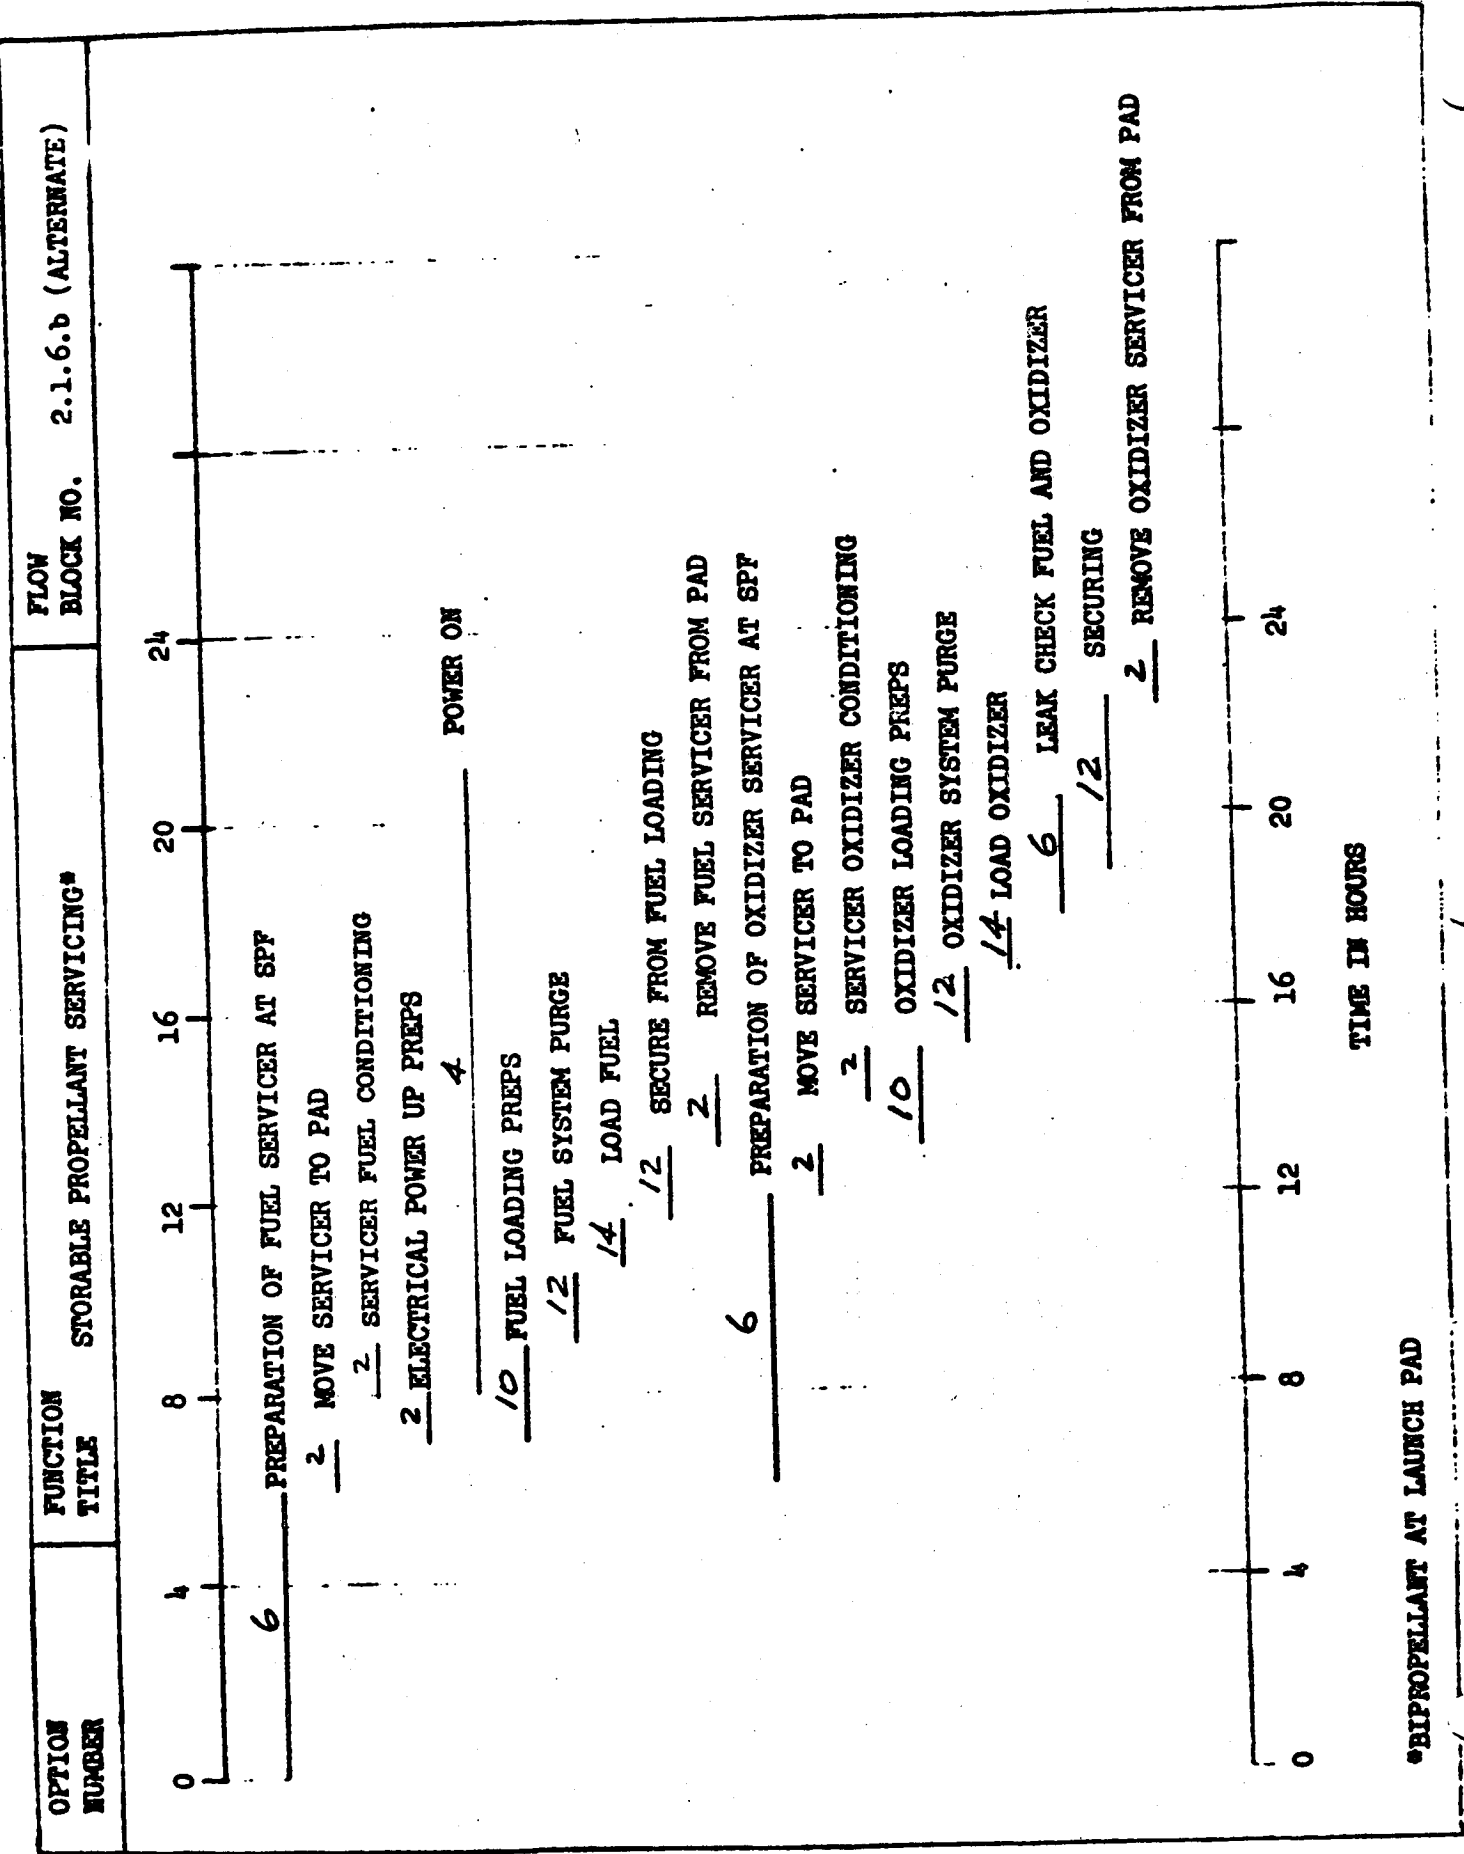 OPTION
NUMBER
FUNCTION
TITLE STORABLE PROPELLANT SERVICING*
FLOW
BLOCK NO. 2.1.6.b (ALTERNATE)
0 4 8 12 16 20 24
6 PREPARATION OF FUEL SERVICER AT SPF
2 MOVE SERVICER TO PAD
2 SERVICER FUEL CONDITIONING
2 ELECTRICAL POWER UP PREPS
4 POWER ON
10 FUEL LOADING PREPS
12 FUEL SYSTEM PURGE
14 LOAD FUEL
12 SECURE FROM FUEL LOADING
2 REMOVE FUEL SERVICER FROM PAD
6 PREPARATION OF OXIDIZER SERVICER AT SPF
2 MOVE SERVICER TO PAD
2 SERVICER OXIDIZER CONDITIONING
10 OXIDIZER LOADING PREPS
12 OXIDIZER SYSTEM PURGE
14 LOAD OXIDIZER
6 LEAK CHECK FUEL AND OXIDIZER
12 SECURING
2 REMOVE OXIDIZER SERVICER FROM PAD
0 4 8 12 16 20 24
TIME IN HOURS
*BIPROPELLANT AT LAUNCH PAD